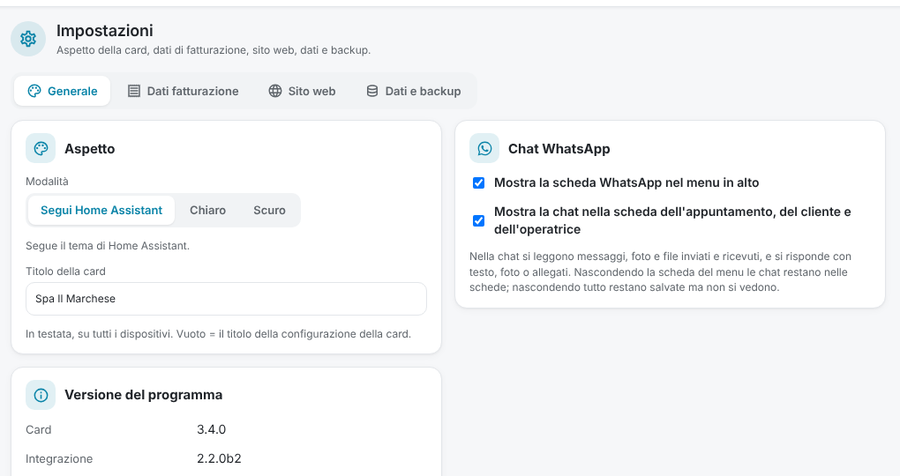 Impostazioni
Aspetto della card, dati di fatturazione, sito web, dati e backup.
Generale
Dati fatturazione
Sito web
Dati e backup
Aspetto
Modalità
Segui Home Assistant
Chiaro
Scuro
Segue il tema di Home Assistant.
Titolo della card
Spa Il Marchese
In testata, su tutti i dispositivi. Vuoto = il titolo della configurazione della card.
Chat WhatsApp
Mostra la scheda WhatsApp nel menu in alto
Mostra la chat nella scheda dell'appuntamento, del cliente e
dell'operatrice
Nella chat si leggono messaggi, foto e file inviati e ricevuti, e si risponde con
testo, foto o allegati. Nascondendo la scheda del menu le chat restano nelle
schede; nascondendo tutto restano salvate ma non si vedono.
Versione del programma
Card
3.4.0
Integrazione
2.2.0b2